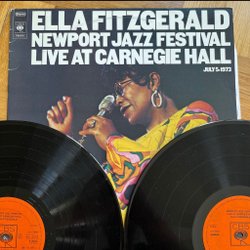 ELLA FITZGERALD
NEWPORT JAZZ FESTIVAL
LIVE AT CARNEGIE HALL
JULY 5·1973